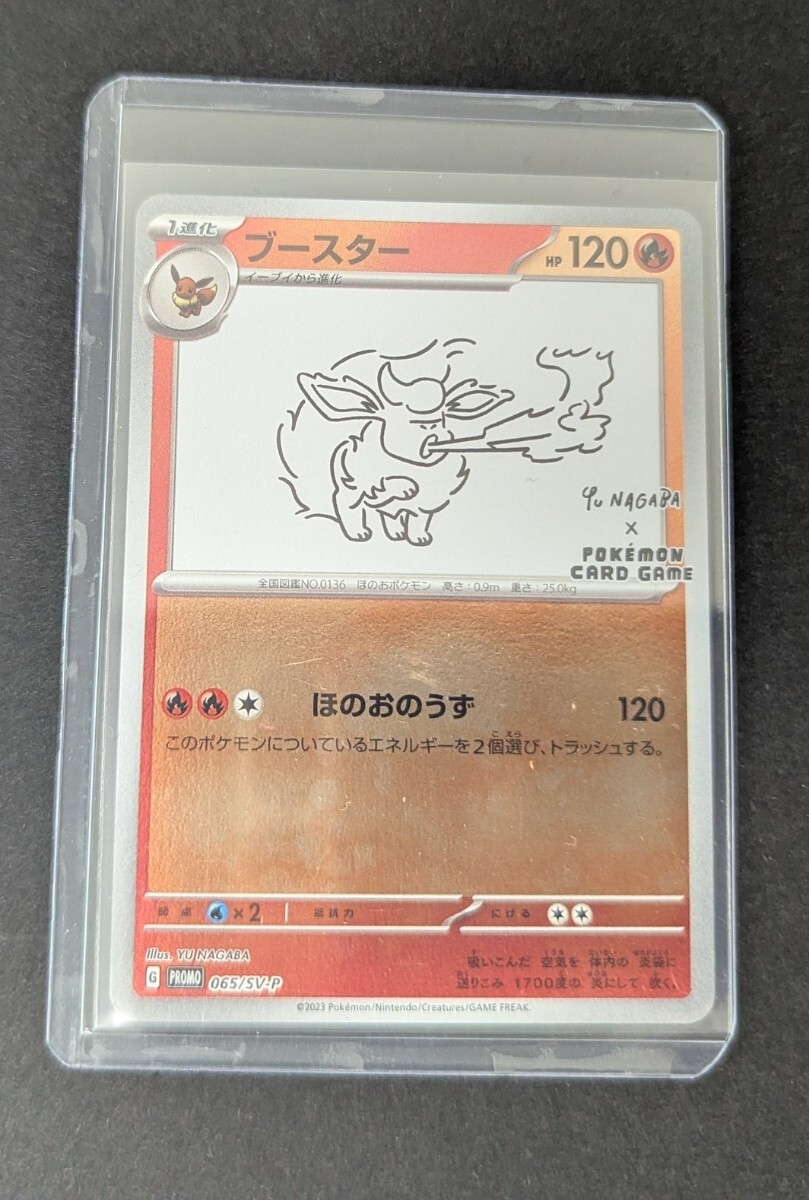 1進化
ブースター
HP 120
イーブイから進化
Yu NAGABA
×
POKÉMON
CARD GAME
全国図鑑NO.0136 ほのおポケモン 高さ：0.9m 重さ：25.0kg
ほのおのうず 120
このポケモンについているエネルギーを2個選び、トラッシュする。
弱点 ×2 抵抗力 にげる
Illus. YU NAGABA
G PROMO 065/SV-P
吸いこんだ 空気を 体内の 炎袋に
送りこみ 1700度の 炎にして 吹く。
©2023 Pokémon/Nintendo/Creatures/GAME FREAK.